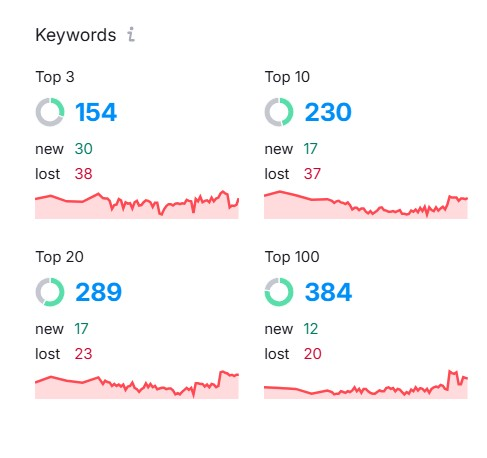 Keywords i
Top 3
154
new 30
lost 38
Top 10
230
new 17
lost 37
Top 20
289
new 17
lost 23
Top 100
384
new 12
lost 20